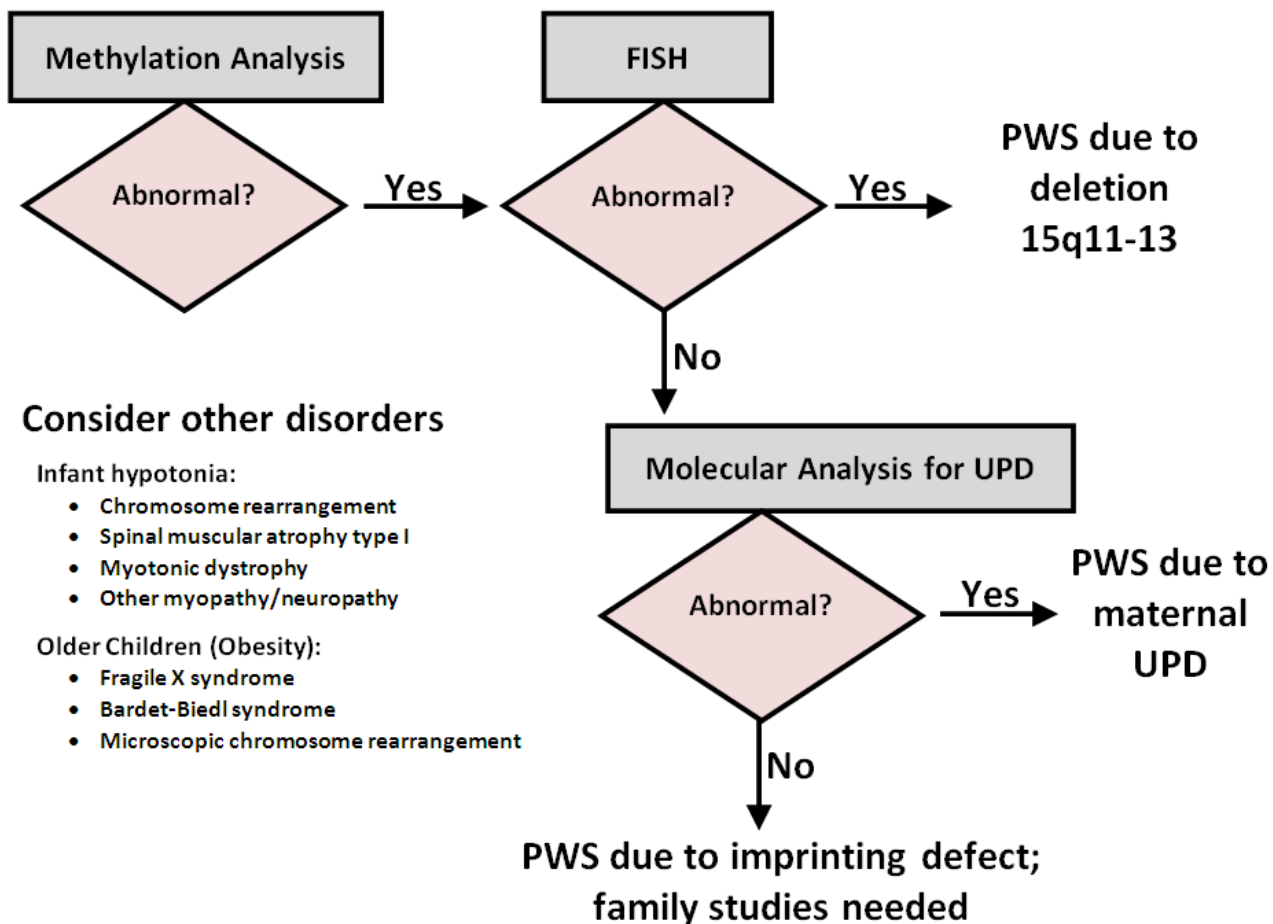 Methylation Analysis
FISH
Abnormal?
Yes
Abnormal?
Yes
PWS due to
deletion
15q11-13
No
Consider other disorders
Infant hypotonia:
• Chromosome rearrangement
• Spinal muscular atrophy type I
• Myotonic dystrophy
• Other myopathy/neuropathy
Older Children (Obesity):
• Fragile X syndrome
• Bardet-Biedl syndrome
• Microscopic chromosome rearrangement
Molecular Analysis for UPD
Abnormal?
Yes
PWS due to
maternal
UPD
No
PWS due to imprinting defect;
family studies needed